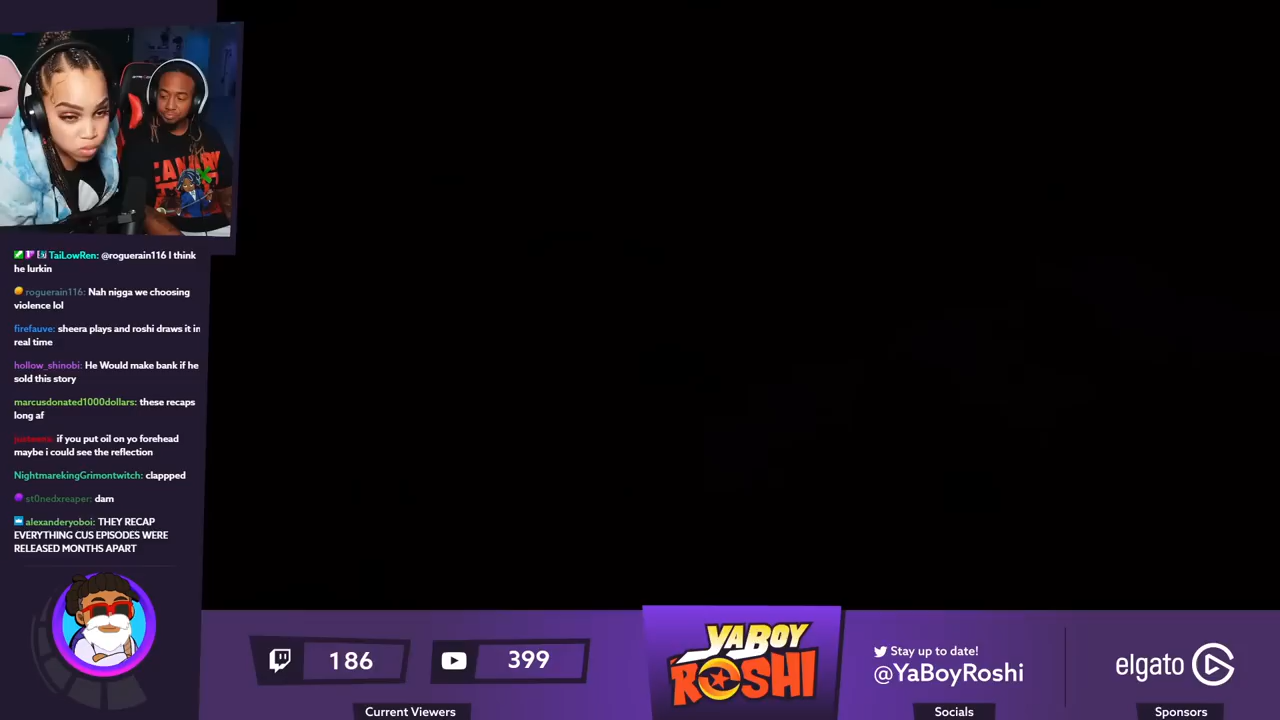 TaiLowRen: @roguerain116 I think
he lurkin
roguerain116: Nah nigga we choosing
violence lol
firefauve: sheera plays and roshi draws it in
real time
hollow_shinobi: He Would make bank if he
sold this story
marcusdonated1000dollars: these recaps
long af
if you put oil on yo forehead
maybe i could see the reflection
NightmarekingGrimontwitch: clappped
st0nedxreaper: dam
alexanderyoboi: THEY RECAP
EVERYTHING CUS EPISODES WERE
RELEASED MONTHS APART
186
399
Current Viewers
YABOY
ROSHI
Stay up to date!
@YaBoyRoshi
Socials
elgato
Sponsors